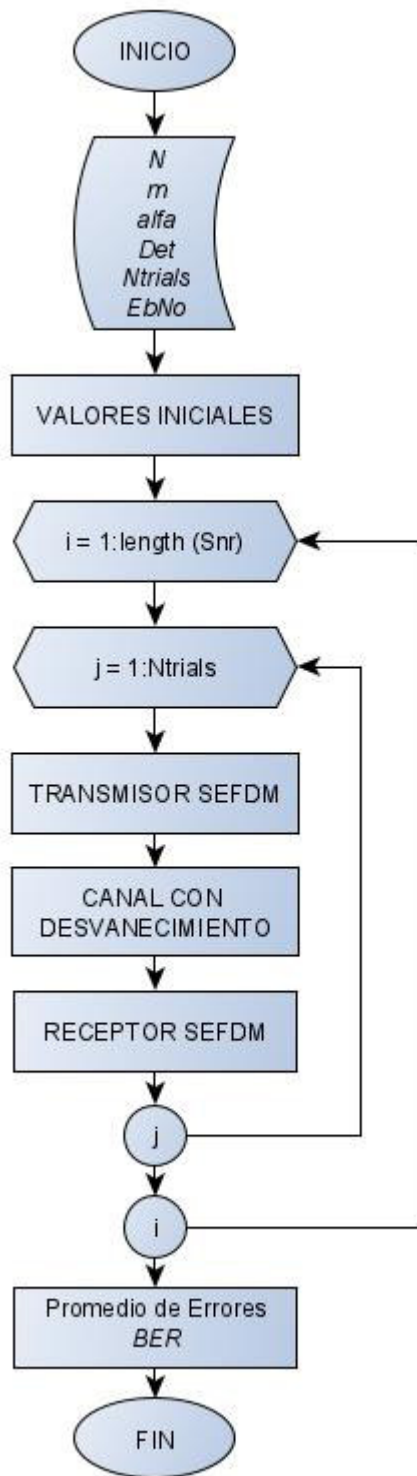 INICIO
N
m
alfa
Det
Ntrials
EbNo
VALORES INICIALES
i = 1:length (Snr)
j = 1:Ntrials
TRANSMISOR SEFDM
CANAL CON
DESVANECIMIENTO
RECEPTOR SEFDM
j
i
Promedio de Errores
BER
FIN